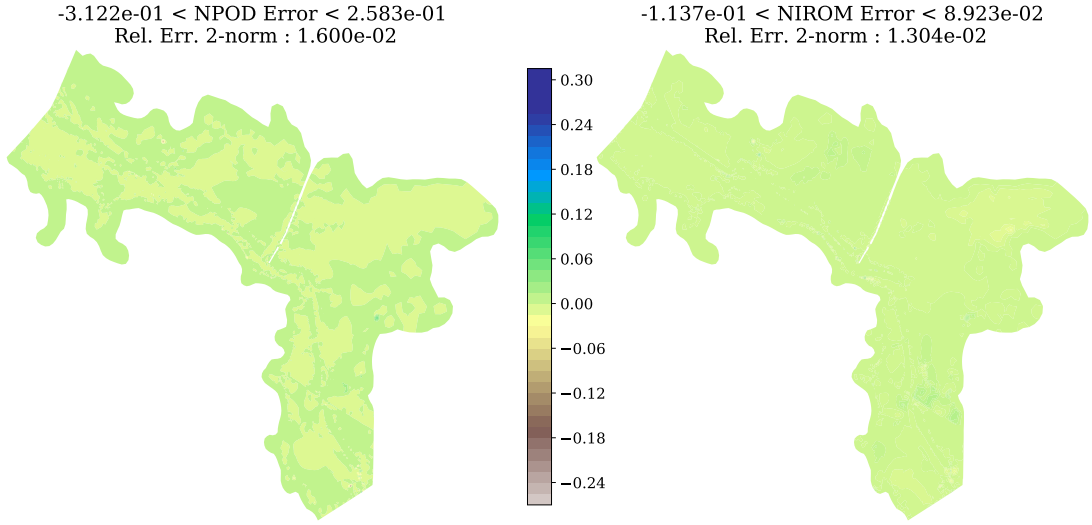 -3.122e-01 < NPOD Error < 2.583e-01
Rel. Err. 2-norm : 1.600e-02
-1.137e-01 < NIROM Error < 8.923e-02
Rel. Err. 2-norm : 1.304e-02
0.30
0.24
0.18
0.12
0.06
0.00
−0.06
−0.12
−0.18
−0.24